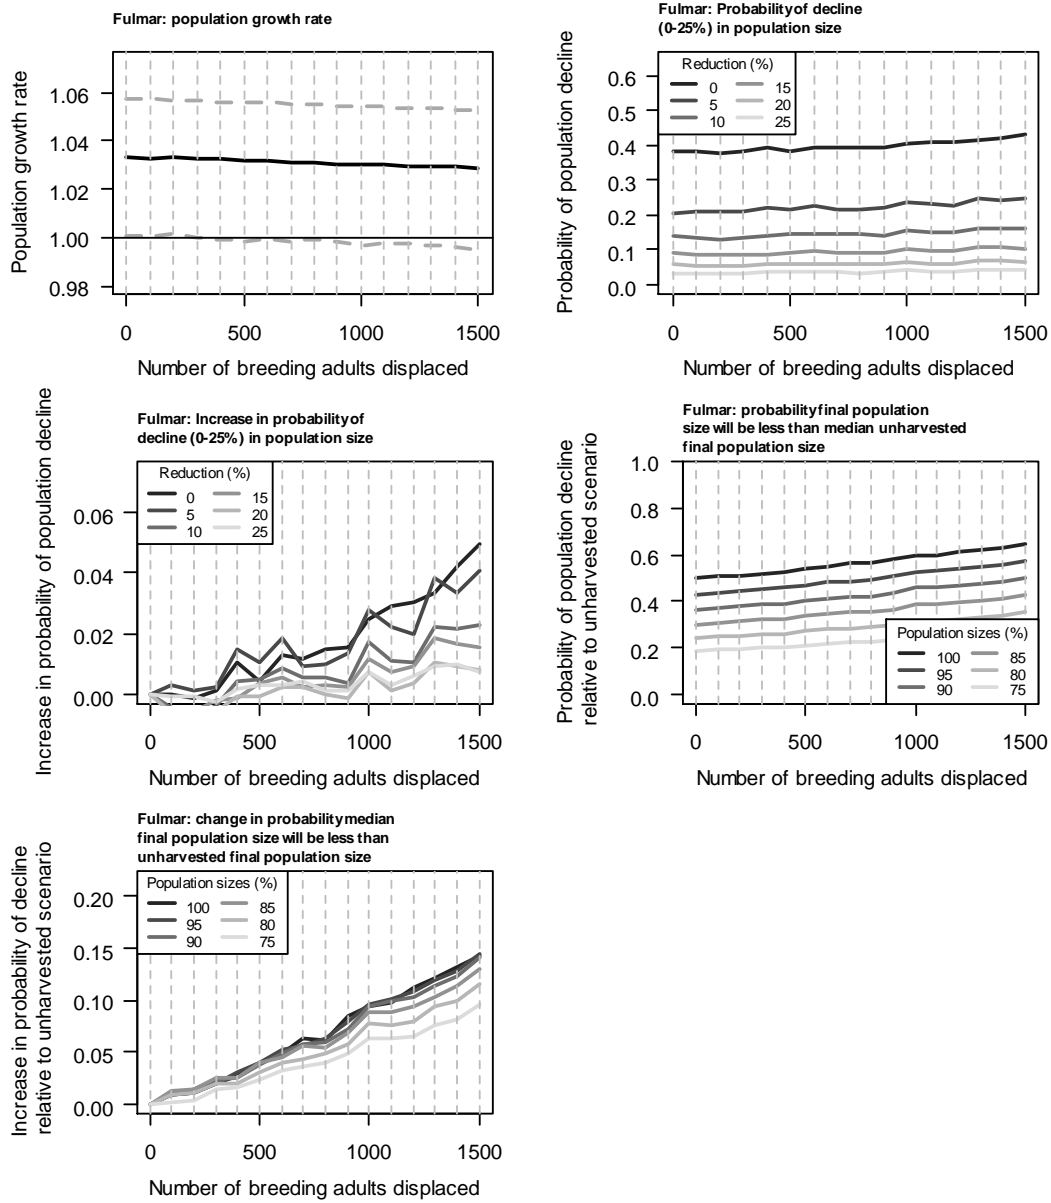 Fulmar: population growth rate
Population growth rate
1.06
1.04
1.02
1.00
0.98
0 500 1000 1500
Number of breeding adults displaced
Fulmar: Probability of decline
(0-25%) in population size
Probability of population decline
0.6
0.5
0.4
0.3
0.2
0.1
0.0
Reduction (%)
0 15
5 20
10 25
0 500 1000 1500
Number of breeding adults displaced
Fulmar: Increase in probability of
decline (0-25%) in population size
Increase in probability of population decline
0.06
0.04
0.02
0.00
Reduction (%)
0 15
5 20
10 25
0 500 1000 1500
Number of breeding adults displaced
Fulmar: probability final population
size will be less than median unharvested
final population size
Probability of population decline
relative to unharvested scenario
1.0
0.8
0.6
0.4
0.2
0.0
Population sizes (%)
100 85
95 80
90 75
0 500 1000 1500
Number of breeding adults displaced
Fulmar: change in probability median
final population size will be less than
unharvested final population size
Increase in probability of decline
relative to unharvested scenario
0.20
0.15
0.10
0.05
0.00
Population sizes (%)
100 85
95 80
90 75
0 500 1000 1500
Number of breeding adults displaced